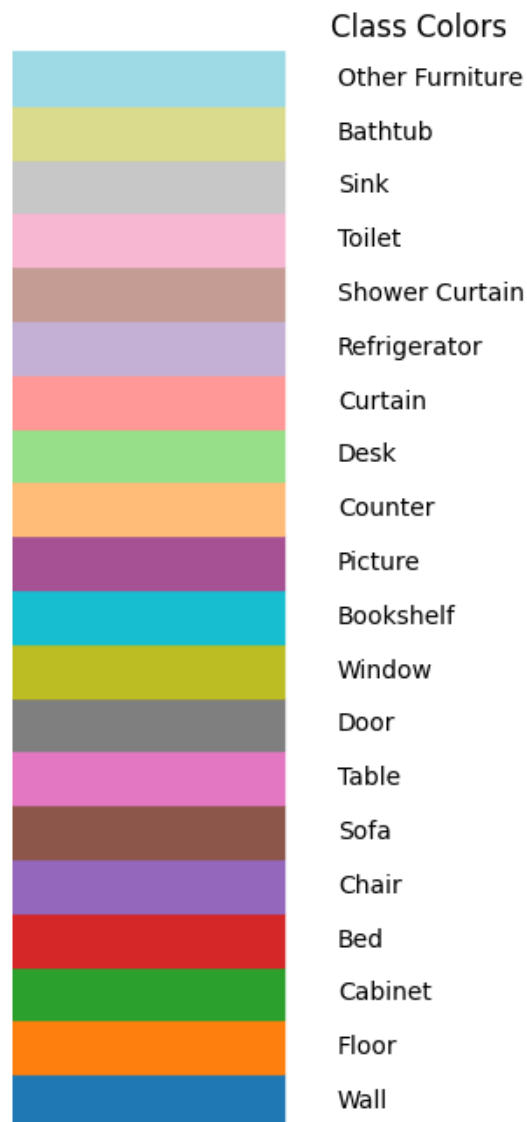 Class Colors
Other Furniture
Bathtub
Sink
Toilet
Shower Curtain
Refrigerator
Curtain
Desk
Counter
Picture
Bookshelf
Window
Door
Table
Sofa
Chair
Bed
Cabinet
Floor
Wall